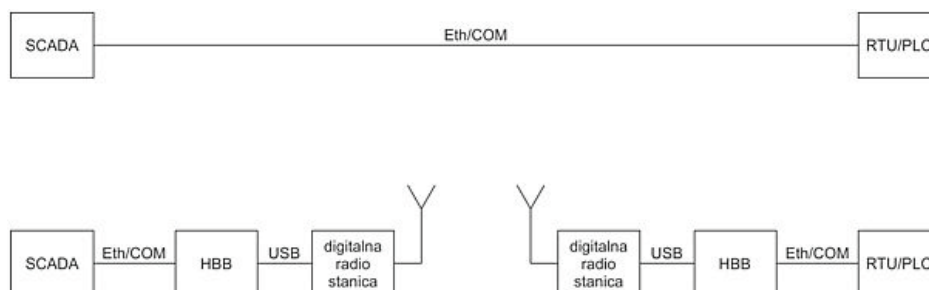 SCADA
Eth/COM
RTU/PLC
SCADA
Eth/COM
HBB
USB
digitalna
radio
stanica
digitalna
radio
stanica
USB
HBB
Eth/COM
RTU/PLC